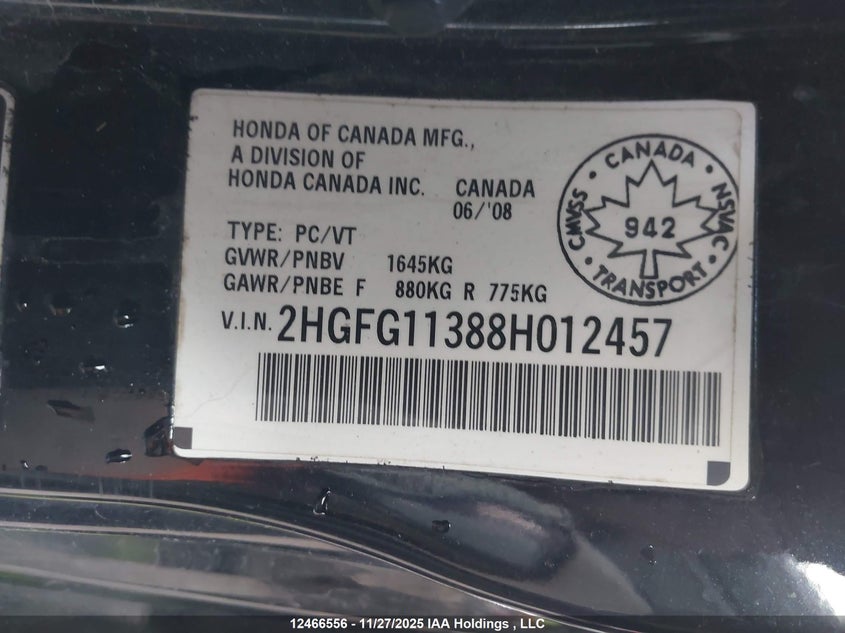 HONDA OF CANADA MFG.,
A DIVISION OF
HONDA CANADA INC. CANADA
06/'08
TYPE: PC/VT
GVWR/PNBV 1645KG
GAWR/PNBE F 880KG R 775KG
V.I.N. 2HGFG11388H012457
CMVSS · CANADA · NSVAC
942
· TRANSPORT ·
12466556 - 11/27/2025 IAA Holdings , LLC